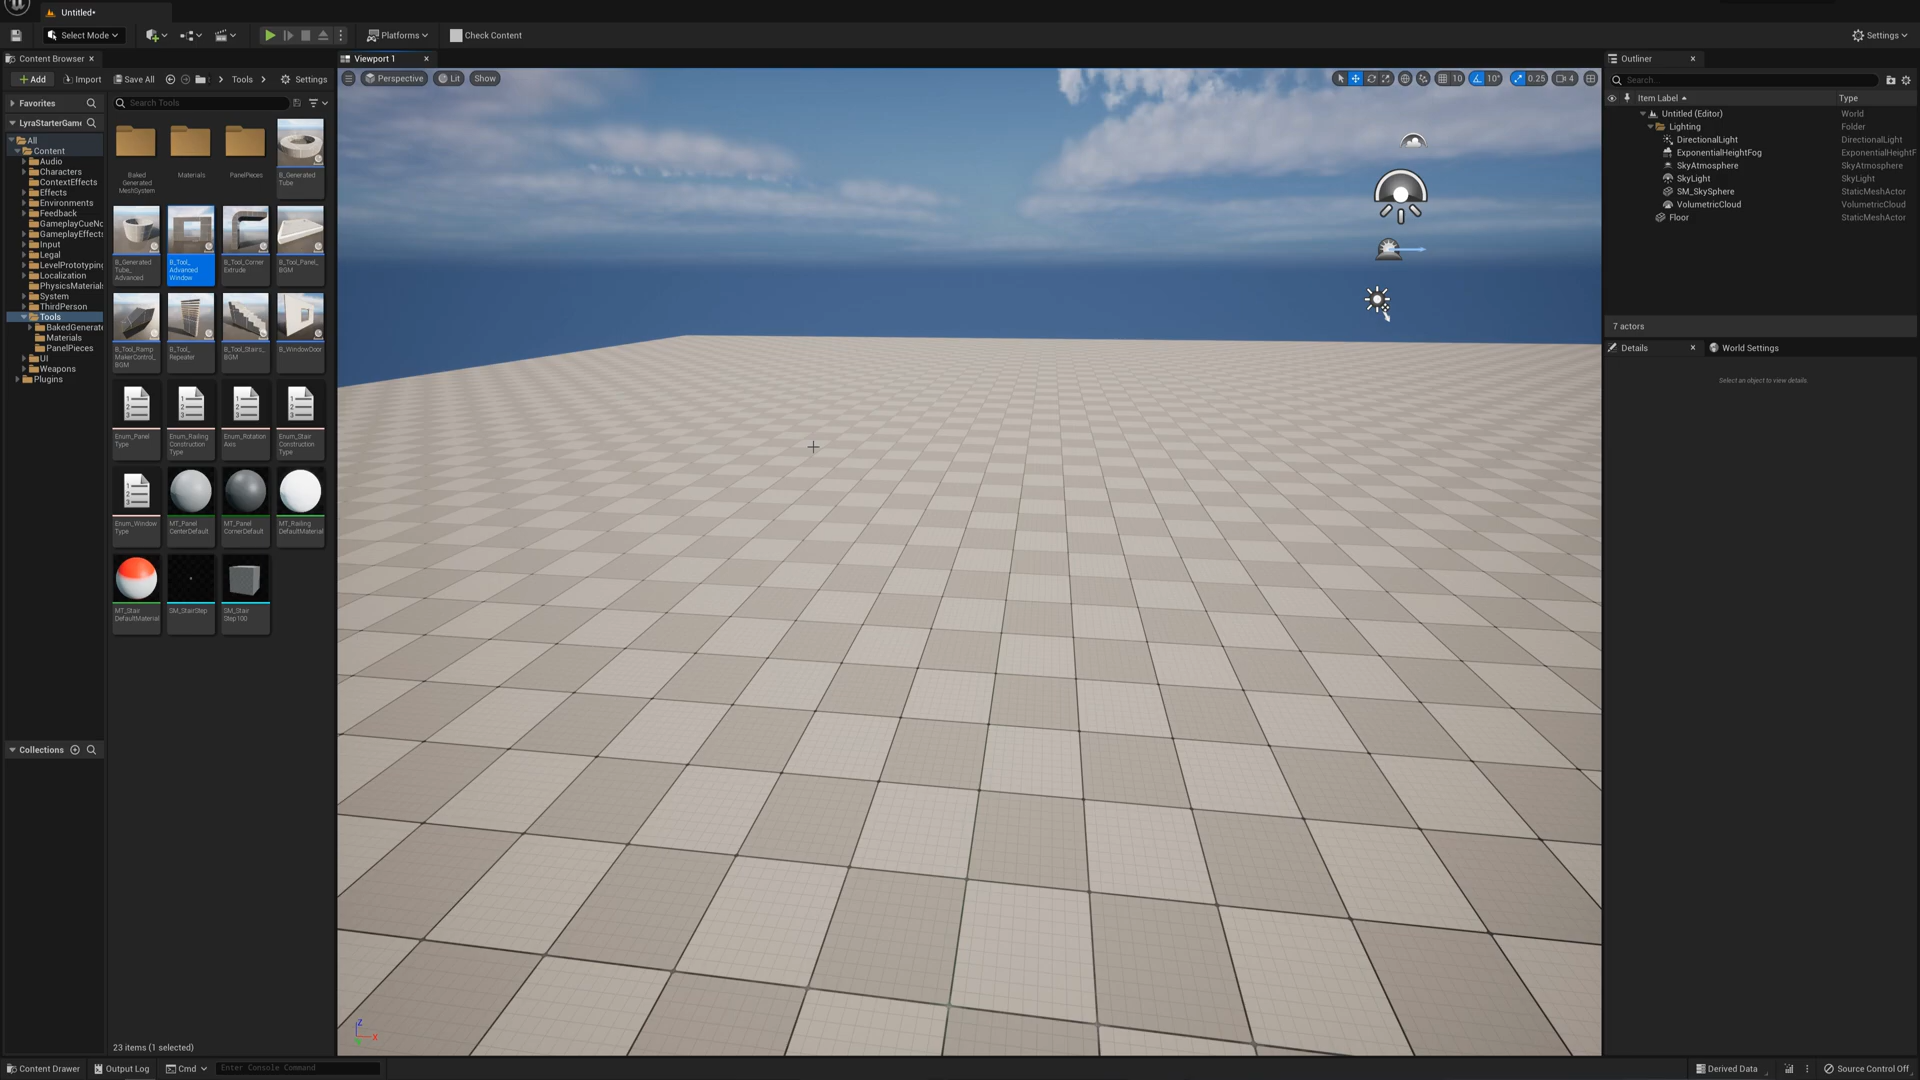 Untitled•
Select Mode
Platforms
Check Content
Settings
Content Browser
Viewport 1
Outliner
Add
Import
Save All
Tools
Settings
Perspective
Lit
Show
10
10°
0.25
4
Search...
Favorites
Search Tools
Item Label
Type
LyraStarterGame
Untitled (Editor)
World
Lighting
Folder
DirectionalLight
DirectionalLight
ExponentialHeightFog
ExponentialHeightF
SkyAtmosphere
SkyAtmosphere
SkyLight
SkyLight
SM_SkySphere
StaticMeshActor
VolumetricCloud
VolumetricCloud
Floor
StaticMeshActor
7 actors
Details
World Settings
Select an object to view details.
All
Content
Audio
Characters
ContextEffects
Effects
Environments
Feedback
GameplayCueNo
GameplayEffects
Input
Legal
LevelPrototyping
Localization
PhysicsMaterials
System
ThirdPerson
Tools
BakedGenerate
Materials
PanelPieces
UI
Weapons
Plugins
Baked
Generated
MeshSystem
Materials
PanelPieces
B_Generated
Tube
B_Generated
Tube_
Advanced
B_Tool_
Advanced
Window
B_Tool_Corner
Extrude
B_Tool_Panel_
BGM
B_Tool_Ramp
MakerControl_
BGM
B_Tool_
Repeater
B_Tool_Stairs_
BGM
B_WindowDoor
Enum_Panel
Type
Enum_Railing
Construction
Type
Enum_Rotation
Axis
Enum_Stair
Construction
Type
Enum_Window
Type
MT_Panel
CenterDefault
MT_Panel
CornerDefault
MT_Railing
DefaultMaterial
MT_Stair
DefaultMaterial
SM_StairStep
SM_Stair
Step100
Collections
23 items (1 selected)
Z
X
Content Drawer
Output Log
Cmd
Enter Console Command
Derived Data
Source Control Off